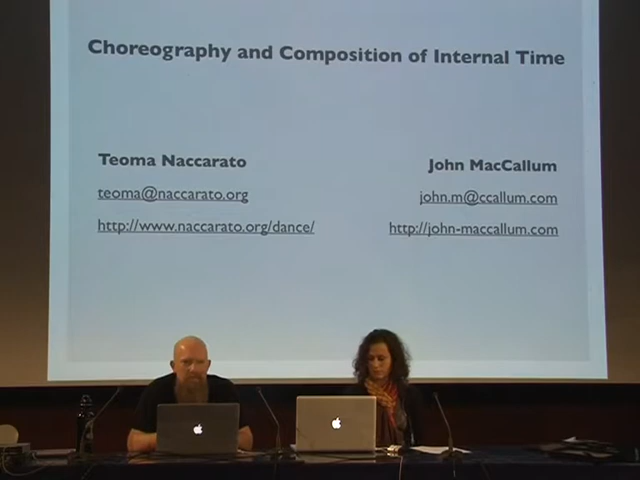 Choreography and Composition of Internal Time
Teoma Naccarato
John MacCallum
teoma@naccarato.org
john.m@ccallum.com
http://www.naccarato.org/dance/
http://john-maccallum.com